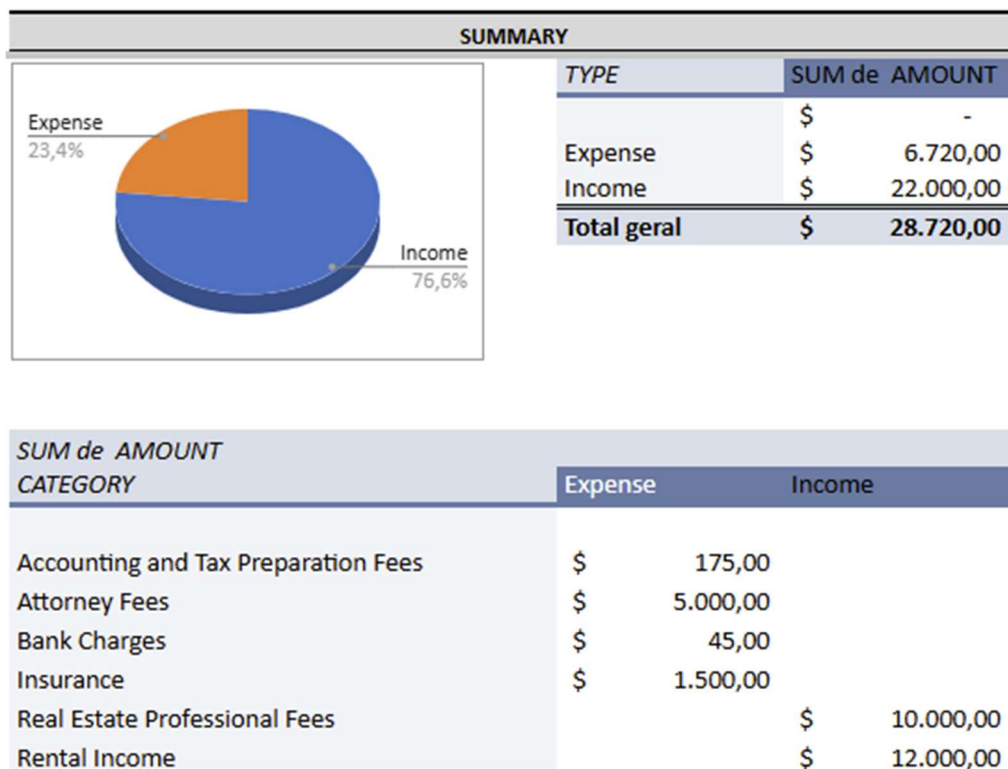 SUMMARY
Expense
23,4%
Income
76,6%
TYPE SUM de AMOUNT
$ -
Expense $ 6.720,00
Income $ 22.000,00
Total geral $ 28.720,00
SUM de AMOUNT
CATEGORY Expense Income
Accounting and Tax Preparation Fees $ 175,00
Attorney Fees $ 5.000,00
Bank Charges $ 45,00
Insurance $ 1.500,00
Real Estate Professional Fees $ 10.000,00
Rental Income $ 12.000,00